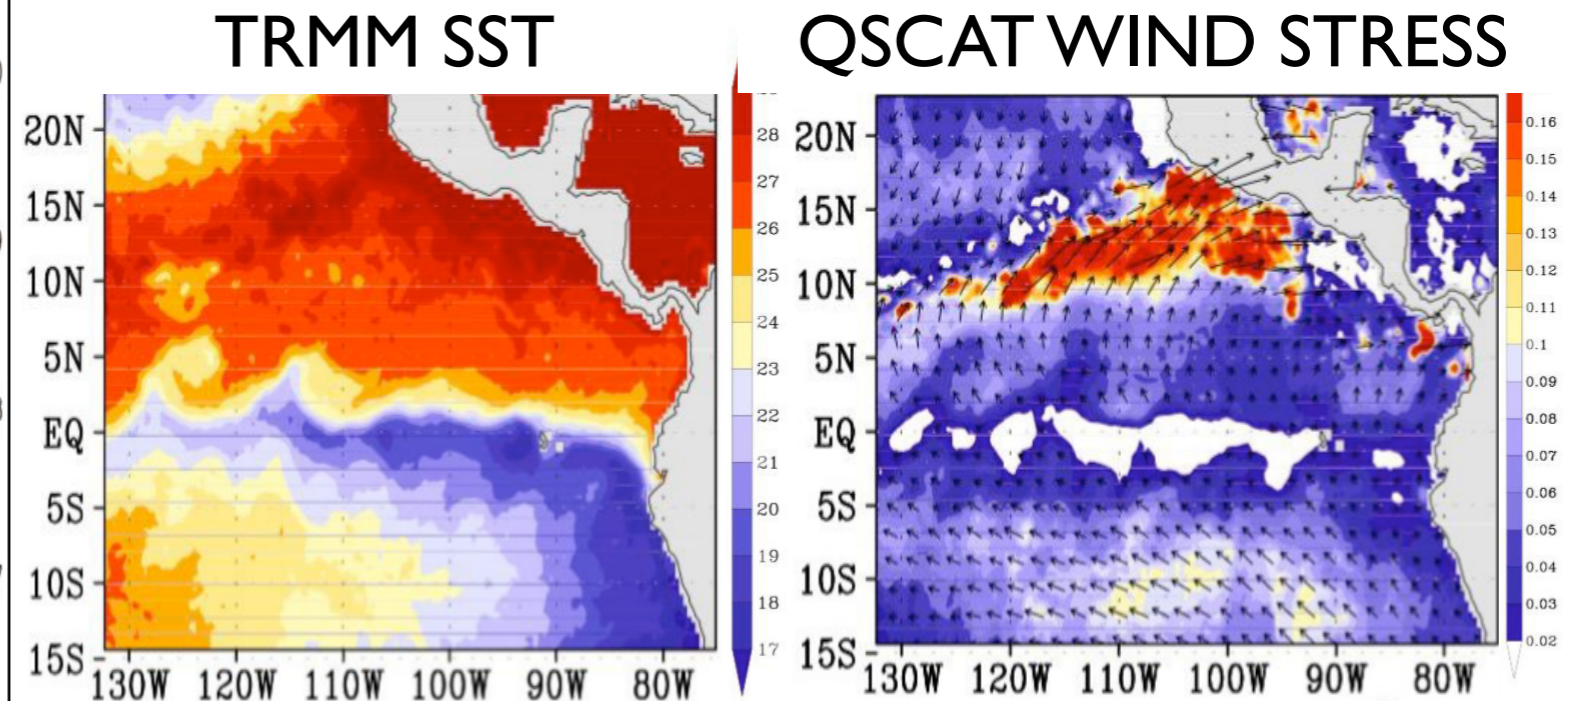 TRMM SST
QSCAT WIND STRESS
20N
15N
10N
5N
EQ
5S
10S
15S
130W 120W 110W 100W 90W 80W
28
27
26
25
24
23
22
21
20
19
18
17
20N
15N
10N
5N
EQ
5S
10S
15S
130W 120W 110W 100W 90W 80W
0.16
0.15
0.14
0.13
0.12
0.11
0.1
0.09
0.08
0.07
0.06
0.05
0.04
0.03
0.02